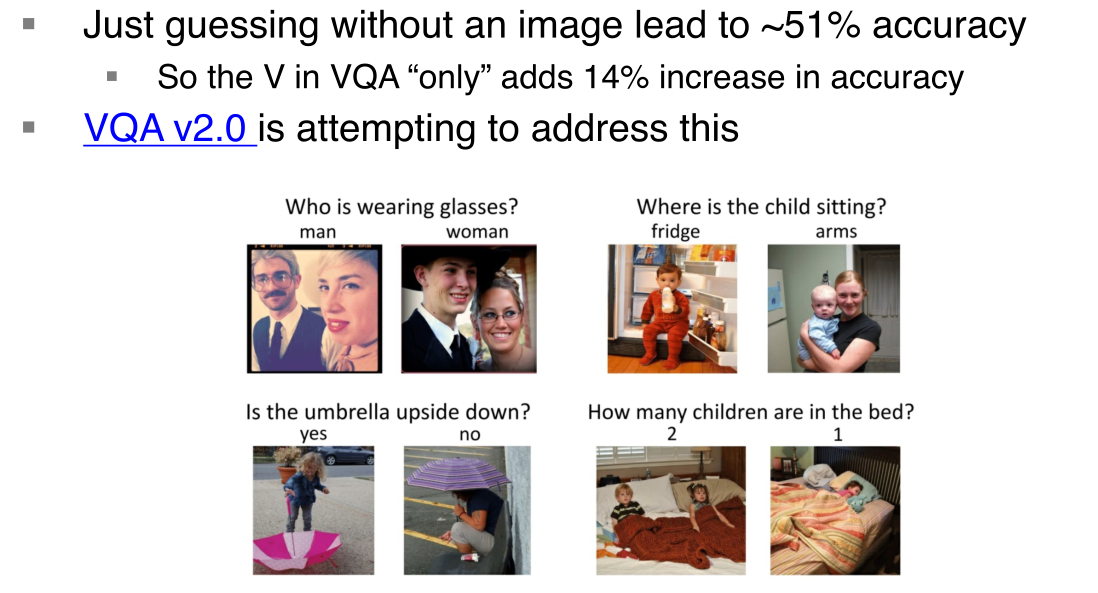 Just guessing without an image lead to ~51% accuracy
So the V in VQA “only” adds 14% increase in accuracy
VQA v2.0 is attempting to address this
Who is wearing glasses?
man
woman
Where is the child sitting?
fridge
arms
Is the umbrella upside down?
yes
no
How many children are in the bed?
2
1